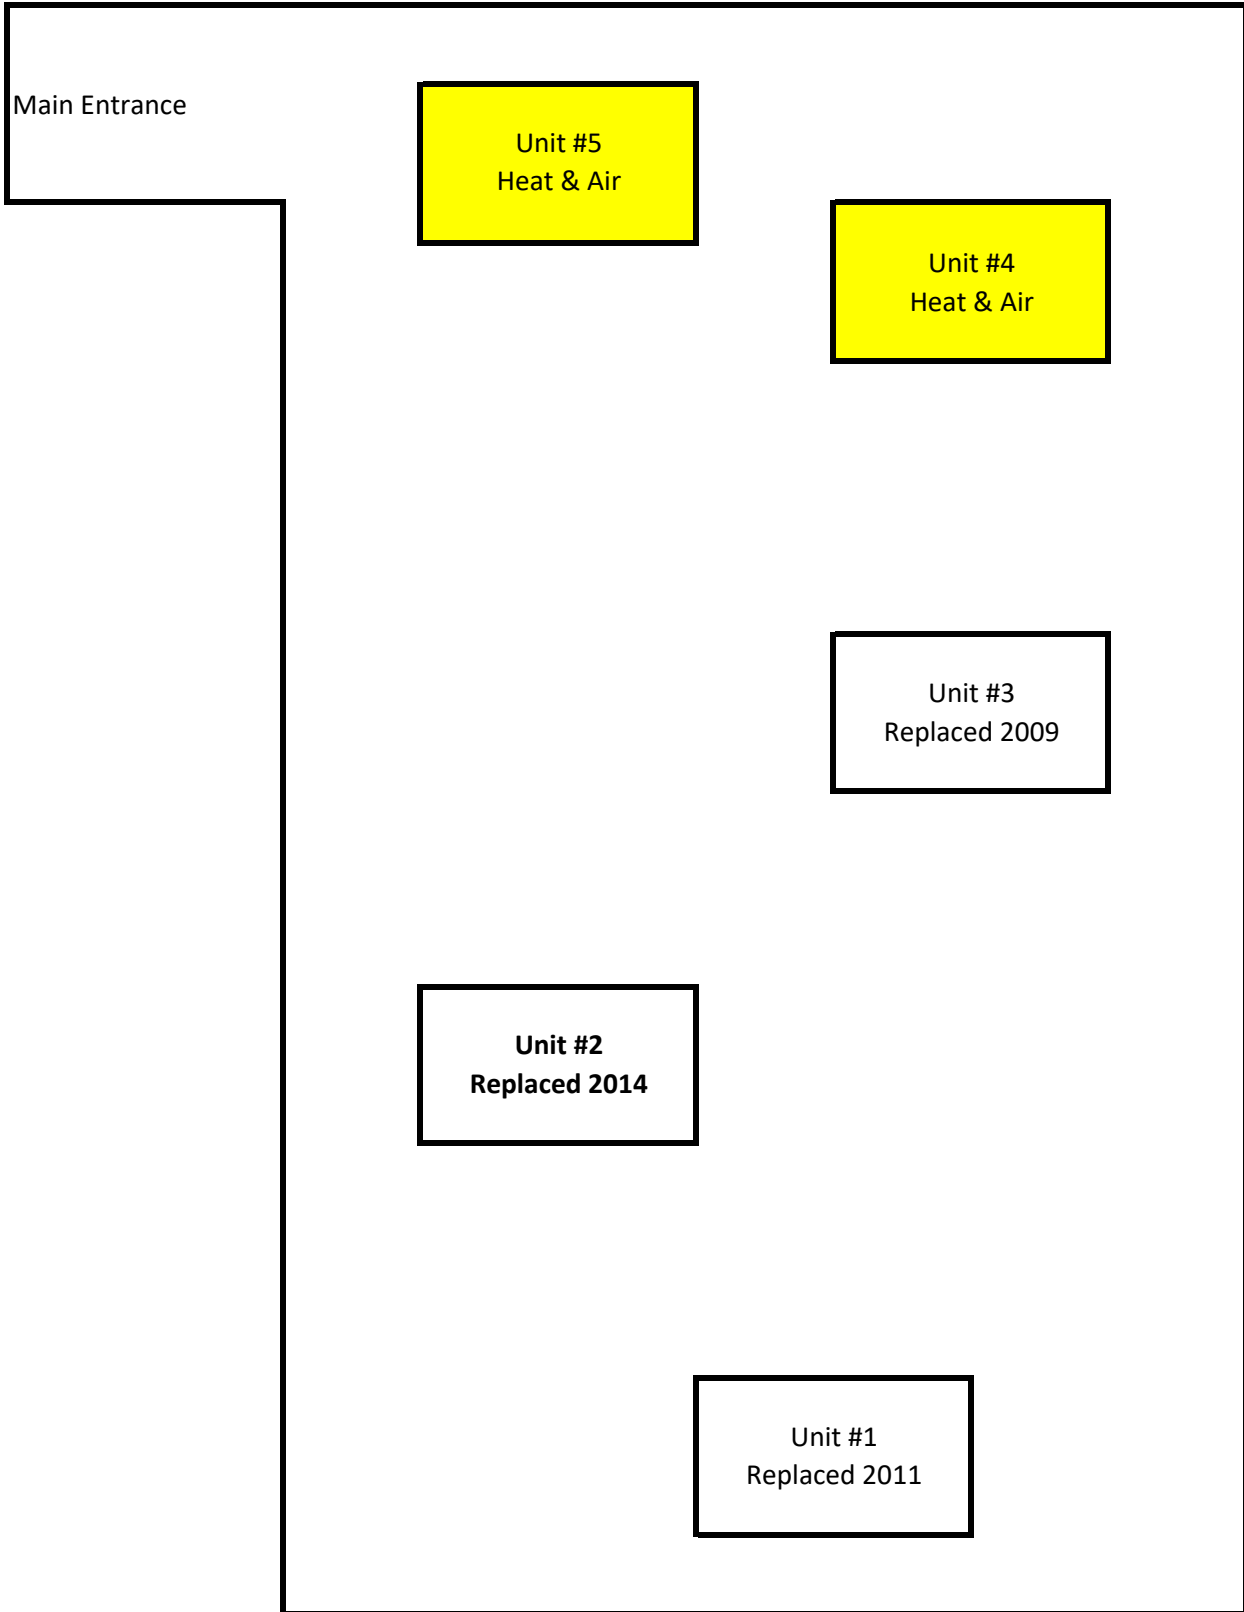 Main Entrance
Unit #5
Heat & Air
Unit #4
Heat & Air
Unit #3
Replaced 2009
Unit #2
Replaced 2014
Unit #1
Replaced 2011